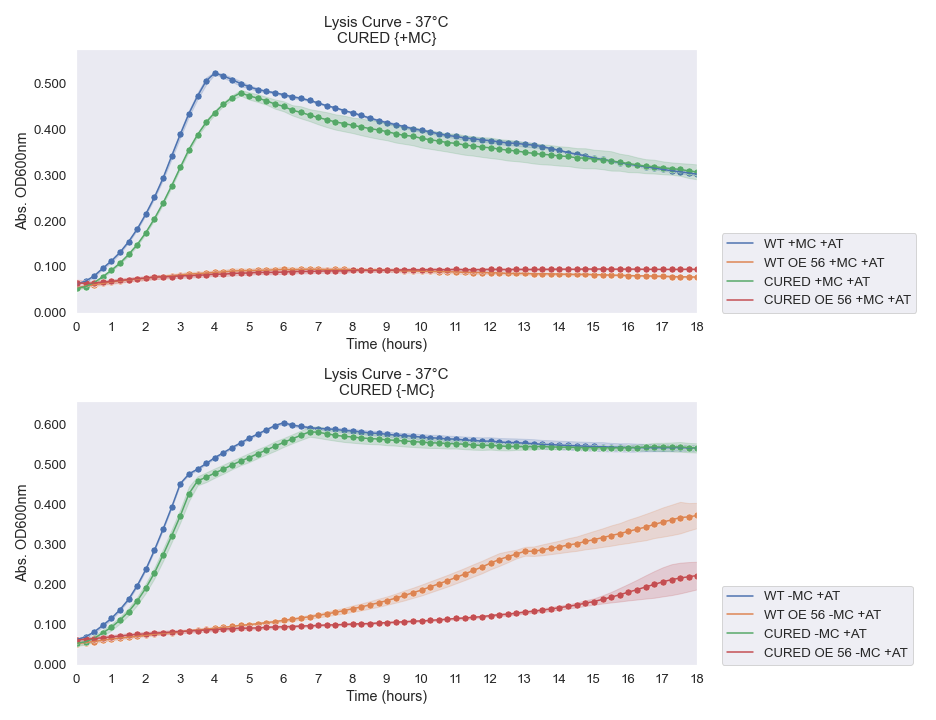 Lysis Curve - 37°C
CURED {+MC}
Abs. OD600nm
0.500
0.400
0.300
0.200
0.100
0.000
0 1 2 3 4 5 6 7 8 9 10 11 12 13 14 15 16 17 18
Time (hours)
WT +MC +AT
WT OE 56 +MC +AT
CURED +MC +AT
CURED OE 56 +MC +AT
Lysis Curve - 37°C
CURED {-MC}
Abs. OD600nm
0.600
0.500
0.400
0.300
0.200
0.100
0.000
0 1 2 3 4 5 6 7 8 9 10 11 12 13 14 15 16 17 18
Time (hours)
WT -MC +AT
WT OE 56 -MC +AT
CURED -MC +AT
CURED OE 56 -MC +AT